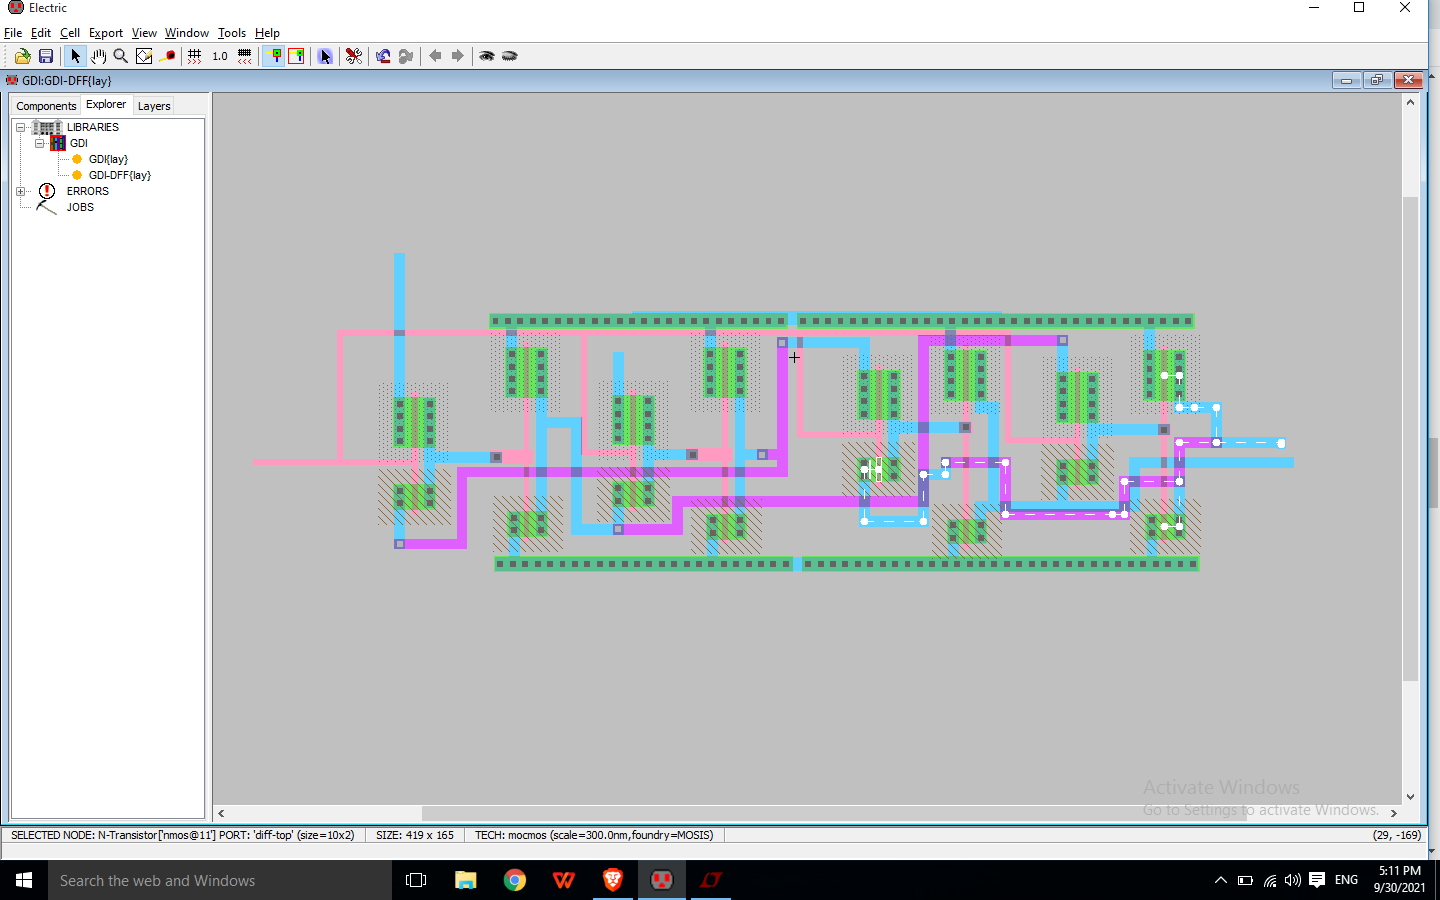 Electric
File Edit Cell Export View Window Tools Help
1.0
GDI:GDI-DFF{lay}
Components Explorer Layers
LIBRARIES
GDI
GDI{lay}
GDI-DFF{lay}
ERRORS
JOBS
Activate Windows
Go to Settings to activate Windows.
SELECTED NODE: N-Transistor['nmos@11'] PORT: 'diff-top' (size=10x2) SIZE: 419 x 165 TECH: mocmos (scale=300.0nm,foundry=MOSIS) (29, -169)
Search the web and Windows
ENG
5:11 PM
9/30/2021